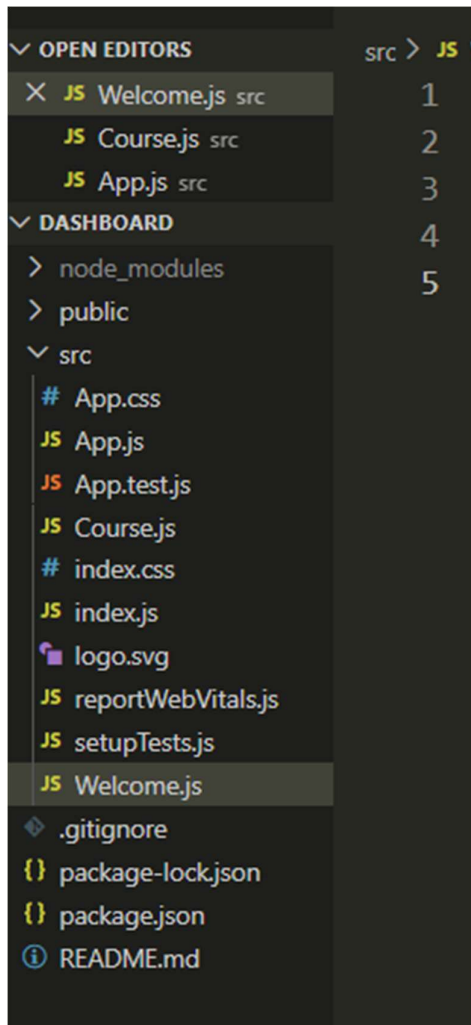 OPEN EDITORS
JS Welcome.js src
JS Course.js src
JS App.js src
DASHBOARD
node_modules
public
src
# App.css
JS App.js
JS App.test.js
JS Course.js
# index.css
JS index.js
logo.svg
JS reportWebVitals.js
JS setupTests.js
JS Welcome.js
.gitignore
{} package-lock.json
{} package.json
README.md
src > JS
1
2
3
4
5